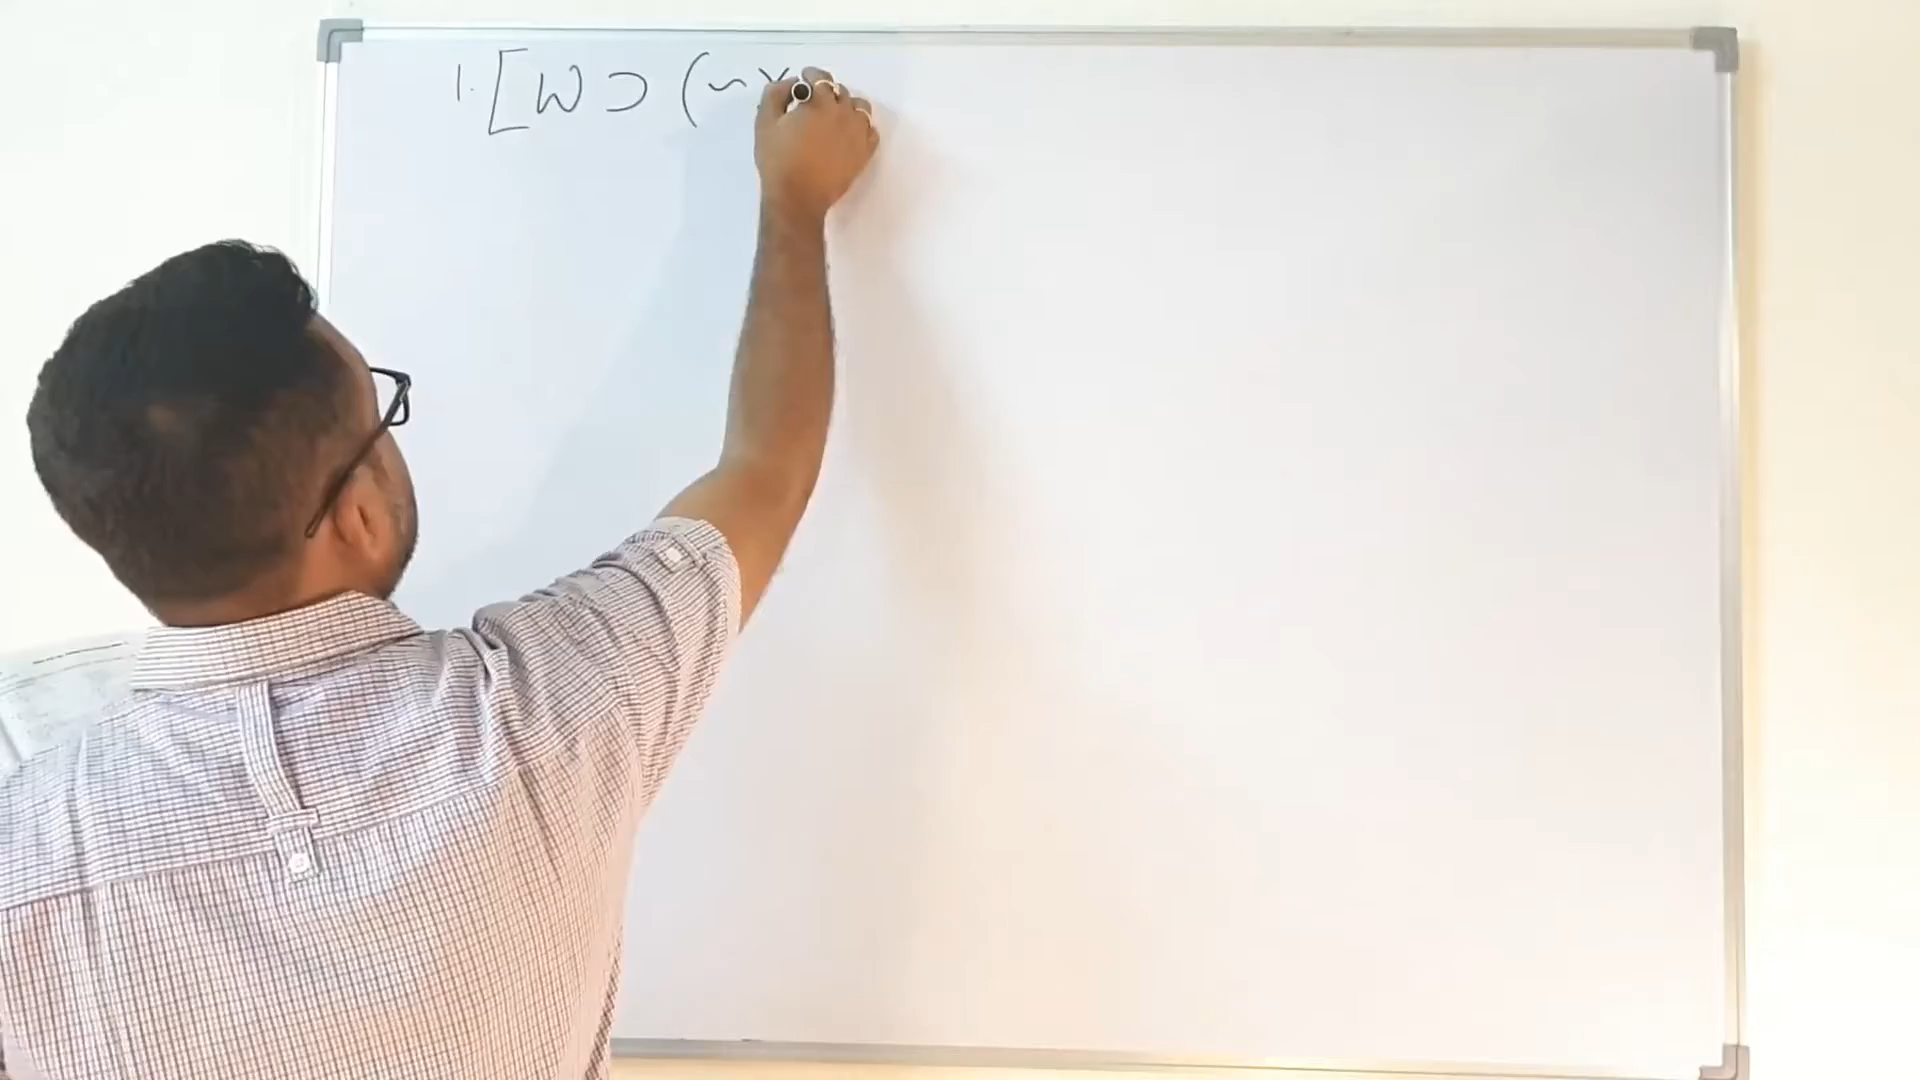 1. [ W ⊃ ( ~ X